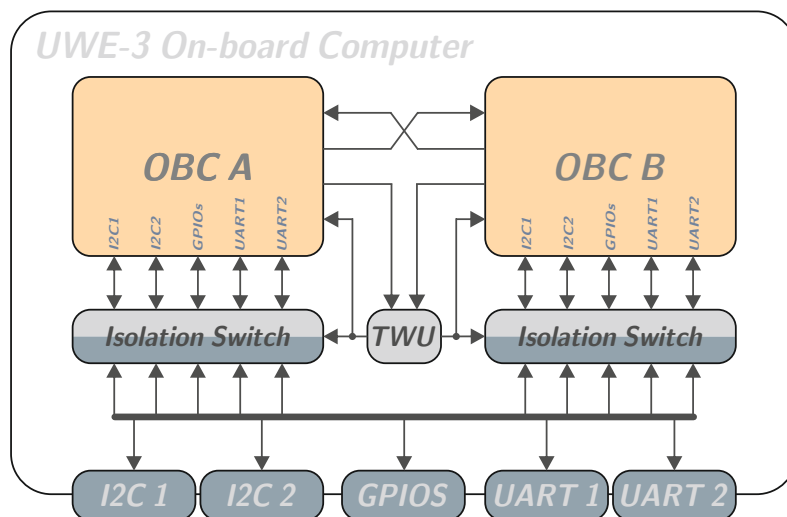 UWE-3 On-board Computer
OBC A
OBC B
I2C1
I2C2
GPIOs
UART1
UART2
I2C1
I2C2
GPIOs
UART1
UART2
Isolation Switch
TWU
Isolation Switch
I2C 1
I2C 2
GPIOS
UART 1
UART 2